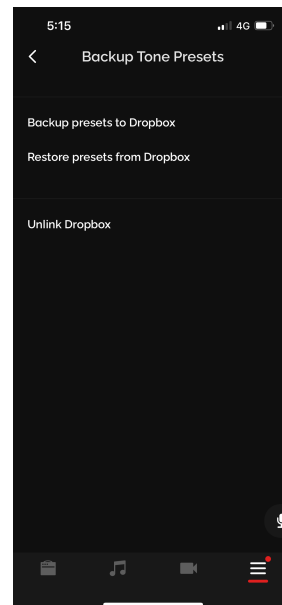 5:15
4G
Backup Tone Presets
Backup presets to Dropbox
Restore presets from Dropbox
Unlink Dropbox